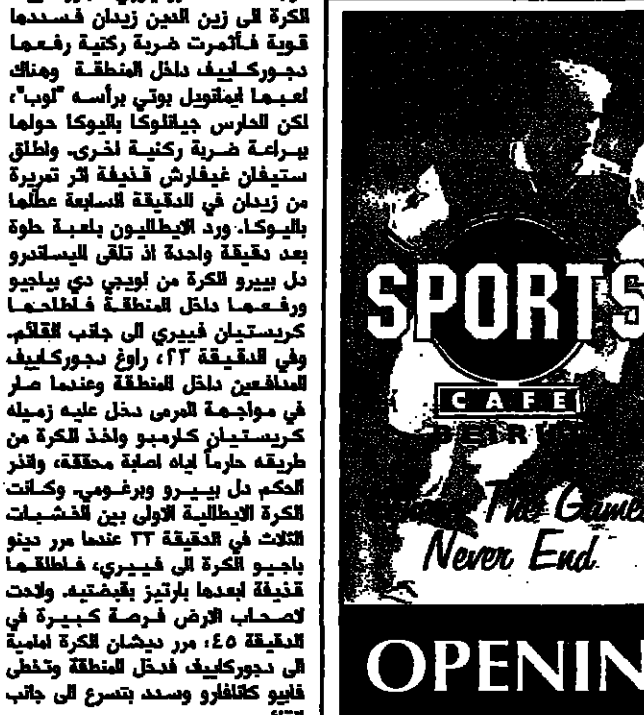 الكرة الى زين الدين زيدان فسددها
قوية فأثمرت ضربة ركنية رفعها
دجوركاييف داخل المنطقة وهناك
لعبها ايمانويل بوتي برأسه "لوب"،
لكن الحارس جيانلوكا باليوكا حولها
ببراعة ضربة ركنية اخرى. واطلق
ستيفان غيفارش قذيفة اثر تمريرة
من زيدان في الدقيقة السابعة عطلها
باليوكا. ورد الايطاليون بلعبة حلوة
بعد دقيقة واحدة اذ تلقى اليساندرو
دل بييرو الكرة من لويجي دي بياجيو
ورفعها داخل المنطقة فاطاحها
كريستيان فييري الى جانب القائم.
وفي الدقيقة ٢٣، راوغ دجوركاييف
المدافعين داخل المنطقة وعندما صار
في مواجهة المرمى دخل عليه زميله
كريستيان كارمبو واخذ الكرة من
طريقه حارماً اياه اصابة محققة، وانذر
الحكم دل بييرو وبرغومي. وكانت
الكرة الايطالية الاولى بين الخشبات
الثلاث في الدقيقة ٢٣ عندما مرر دينو
باجيو الكرة الى فييري، فاطلقها
قذيفة ابعدها بارتيز بقبضتيه. ولاحت
لاصحاب الارض فرصة كبيرة في
الدقيقة ٤٥، مرر ديشان الكرة امامية
الى دجوركاييف فدخل المنطقة وتخطى
فابيو كانافارو وسدد بتسرع الى جانب
SPORTS
CAFE
The Game
Never End
OPENIN